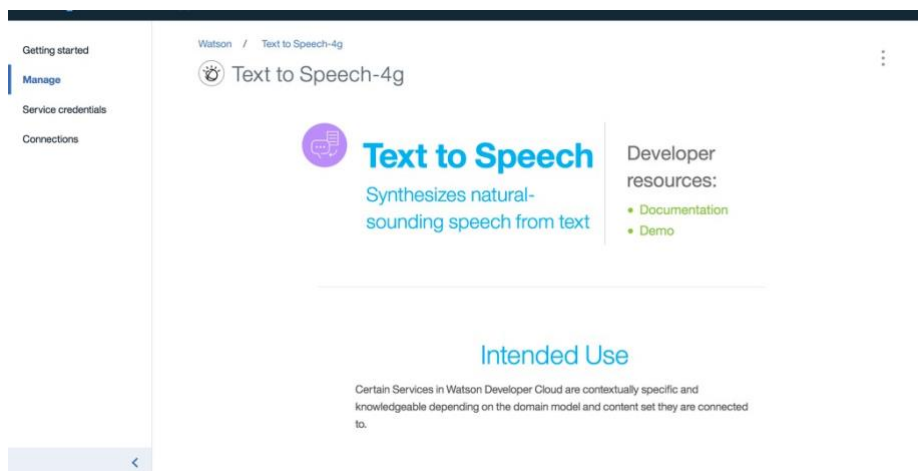 Getting started
Manage
Service credentials
Connections
Watson / Text to Speech-4g
Text to Speech-4g
Text to Speech
Synthesizes natural-
sounding speech from text
Developer
resources:
• Documentation
• Demo
Intended Use
Certain Services in Watson Developer Cloud are contextually specific and
knowledgeable depending on the domain model and content set they are connected
to.